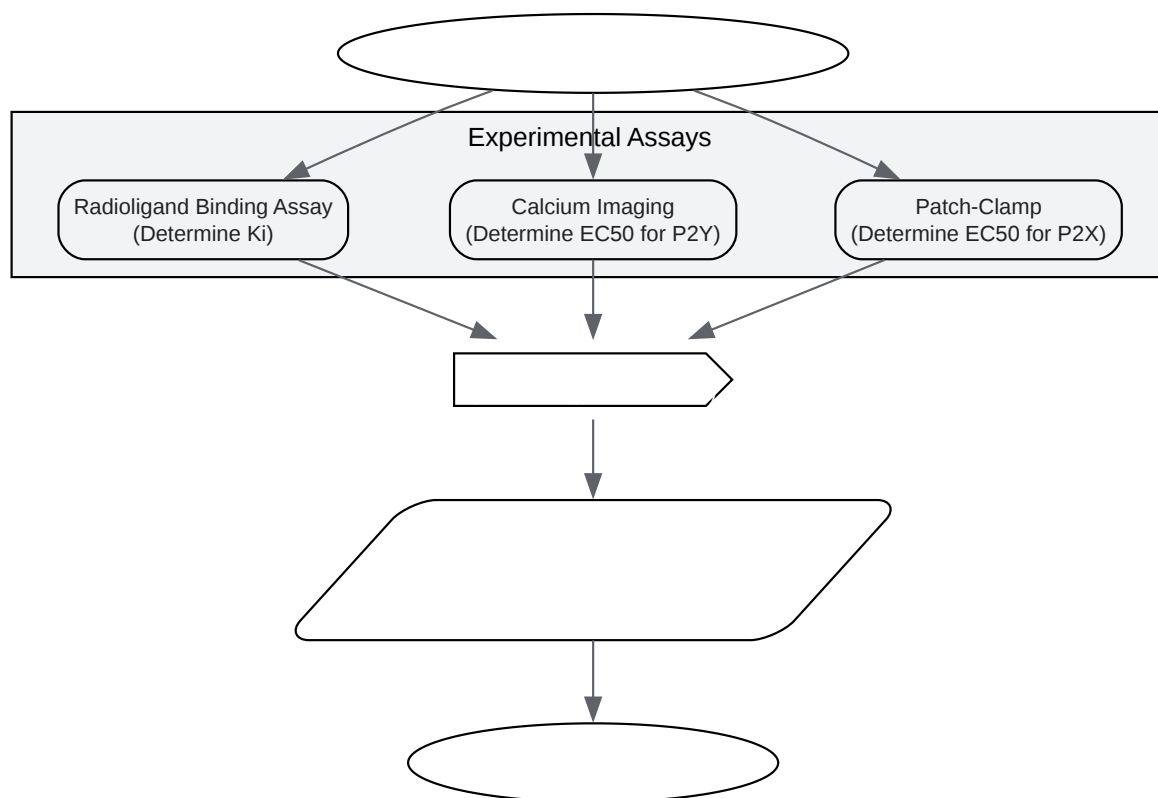 Experimental Assays
Radioligand Binding Assay
(Determine Ki)
Calcium Imaging
(Determine EC50 for P2Y)
Patch-Clamp
(Determine EC50 for P2X)